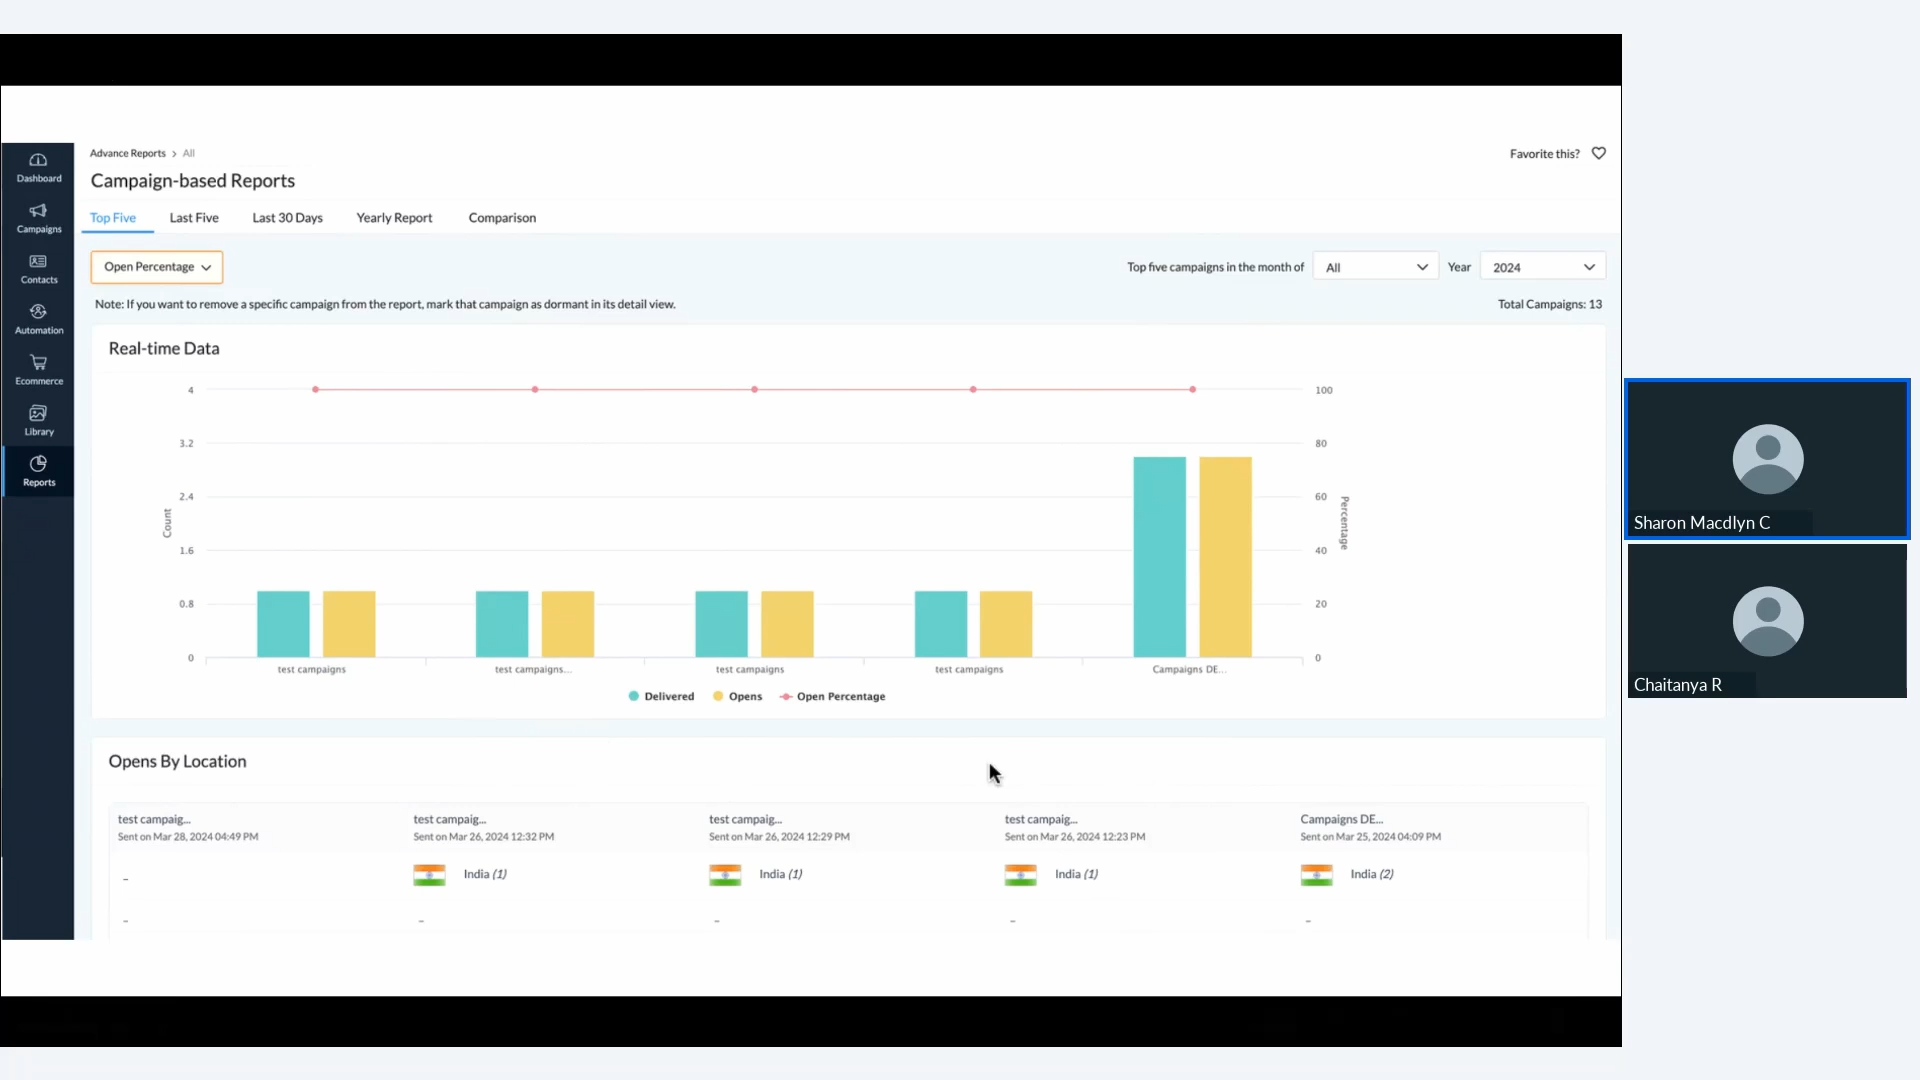 Advance Reports > All
Favorite this?
Campaign-based Reports
Top Five
Last Five
Last 30 Days
Yearly Report
Comparison
Open Percentage
Top five campaigns in the month of
All
Year
2024
Note: If you want to remove a specific campaign from the report, mark that campaign as dormant in its detail view.
Total Campaigns: 13
Dashboard
Campaigns
Contacts
Automation
Ecommerce
Library
Reports
Real-time Data
4
3.2
2.4
1.6
0.8
0
Count
100
80
60
40
20
0
Percentage
test campaigns
test campaigns...
test campaigns
test campaigns
Campaigns DE...
Delivered
Opens
Open Percentage
Opens By Location
test campaig...
Sent on Mar 28, 2024 04:49 PM
–
–
test campaig...
Sent on Mar 26, 2024 12:32 PM
India (1)
–
test campaig...
Sent on Mar 26, 2024 12:29 PM
India (1)
–
test campaig...
Sent on Mar 26, 2024 12:23 PM
India (1)
–
Campaigns DE...
Sent on Mar 25, 2024 04:09 PM
India (2)
–
Sharon Macdlyn C
Chaitanya R